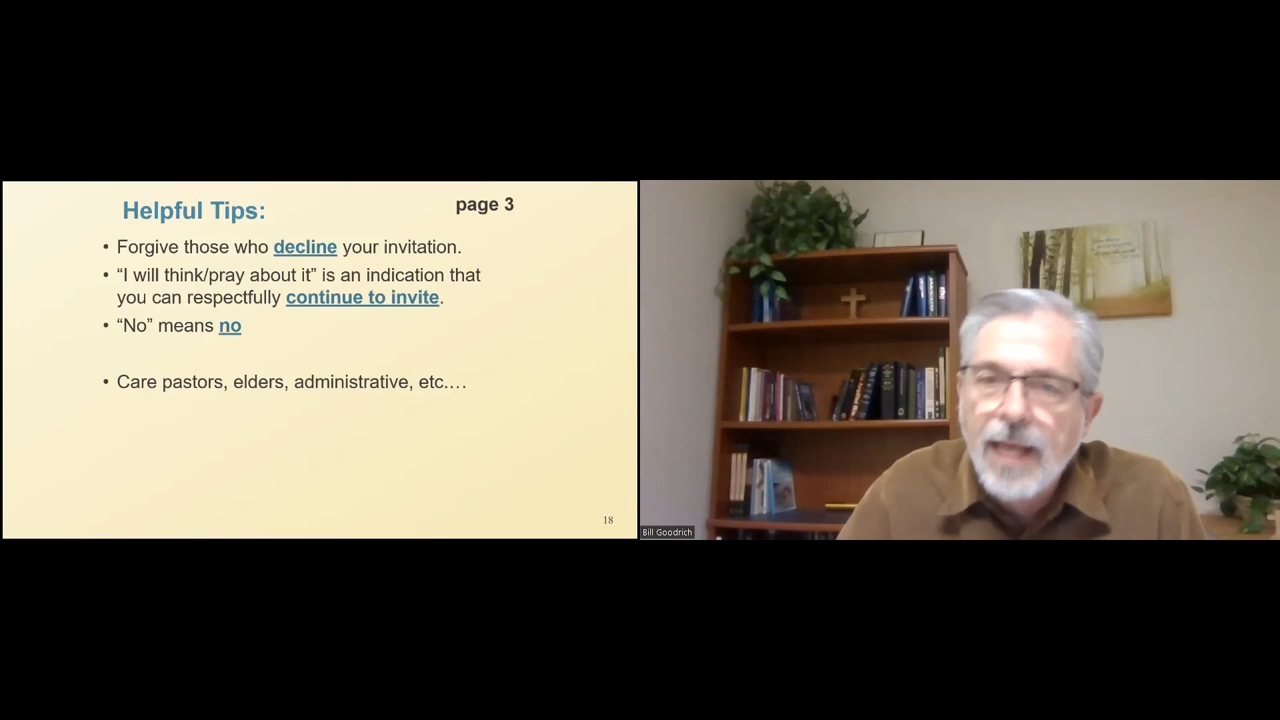 Helpful Tips:
page 3
• Forgive those who decline your invitation.
• “I will think/pray about it” is an indication that
you can respectfully continue to invite.
• “No” means no
• Care pastors, elders, administrative, etc.…
18
Bill Goodrich